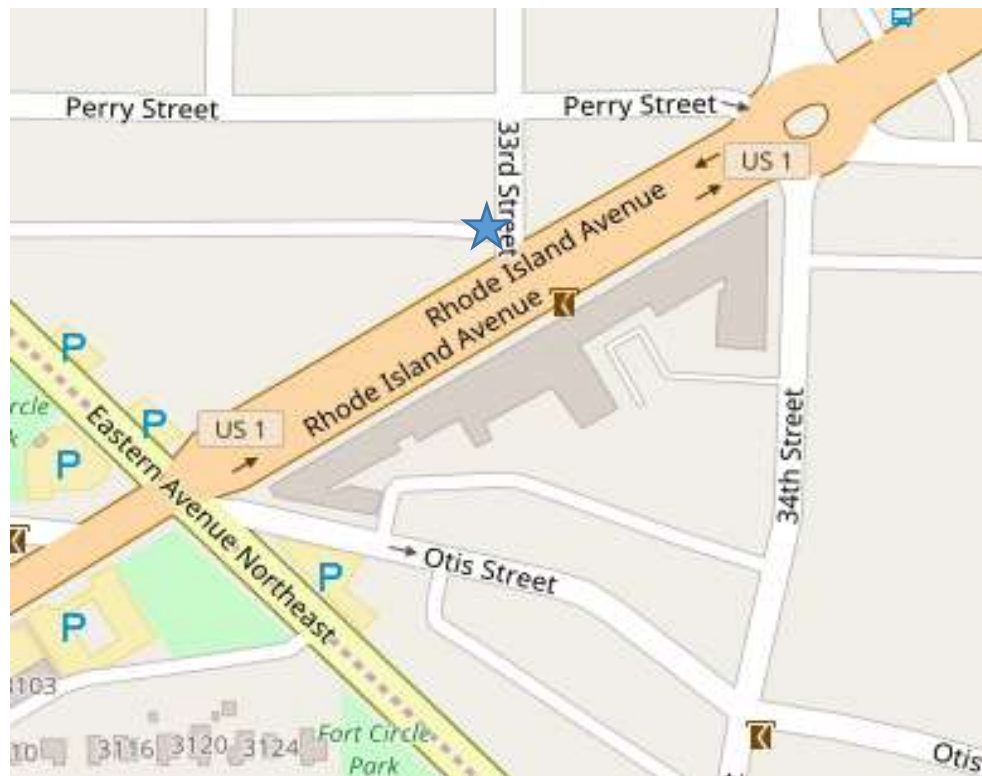 Perry Street
Perry Street
33rd Street
US 1
Rhode Island Avenue
Rhode Island Avenue
P
P
US 1
P
34th Street
Eastern Avenue Northeast
Otis Street
P
P
3116
3120
3124
Fort Circle
Park
Otis